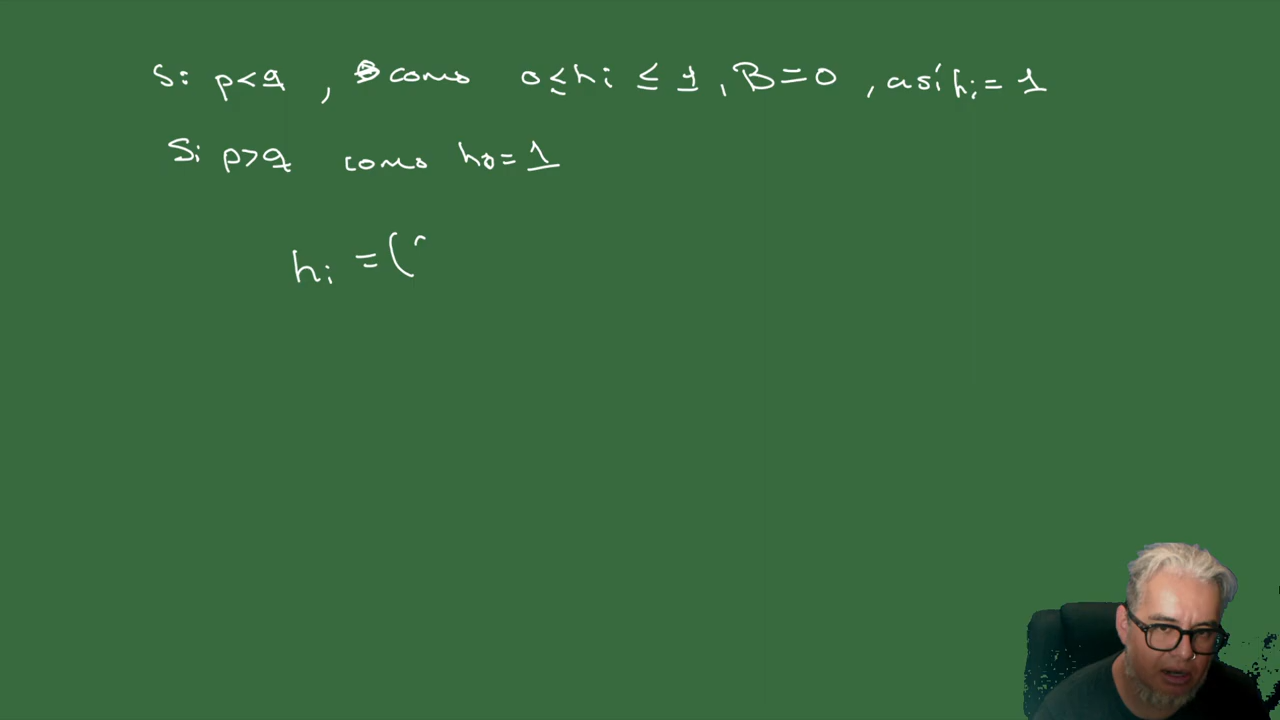 Si p<q , como 0 ≤ hi ≤ 1 , B=0 , así hi = 1
Si p>q como h0 = 1
hi = (